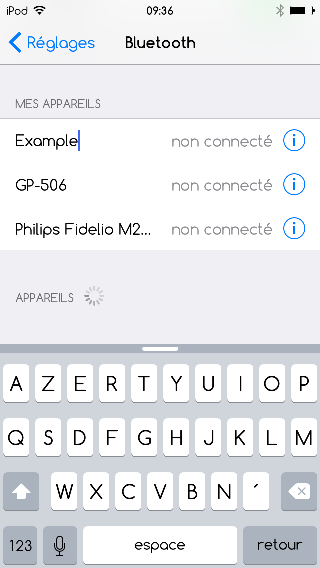 iPod 09:36
Réglages Bluetooth
MES APPAREILS
Example non connecté
GP-506 non connecté
Philips Fidelio M2... non connecté
APPAREILS
A Z E R T Y U I O P
Q S D F G H J K L M
W X C V B N ´
123 espace retour